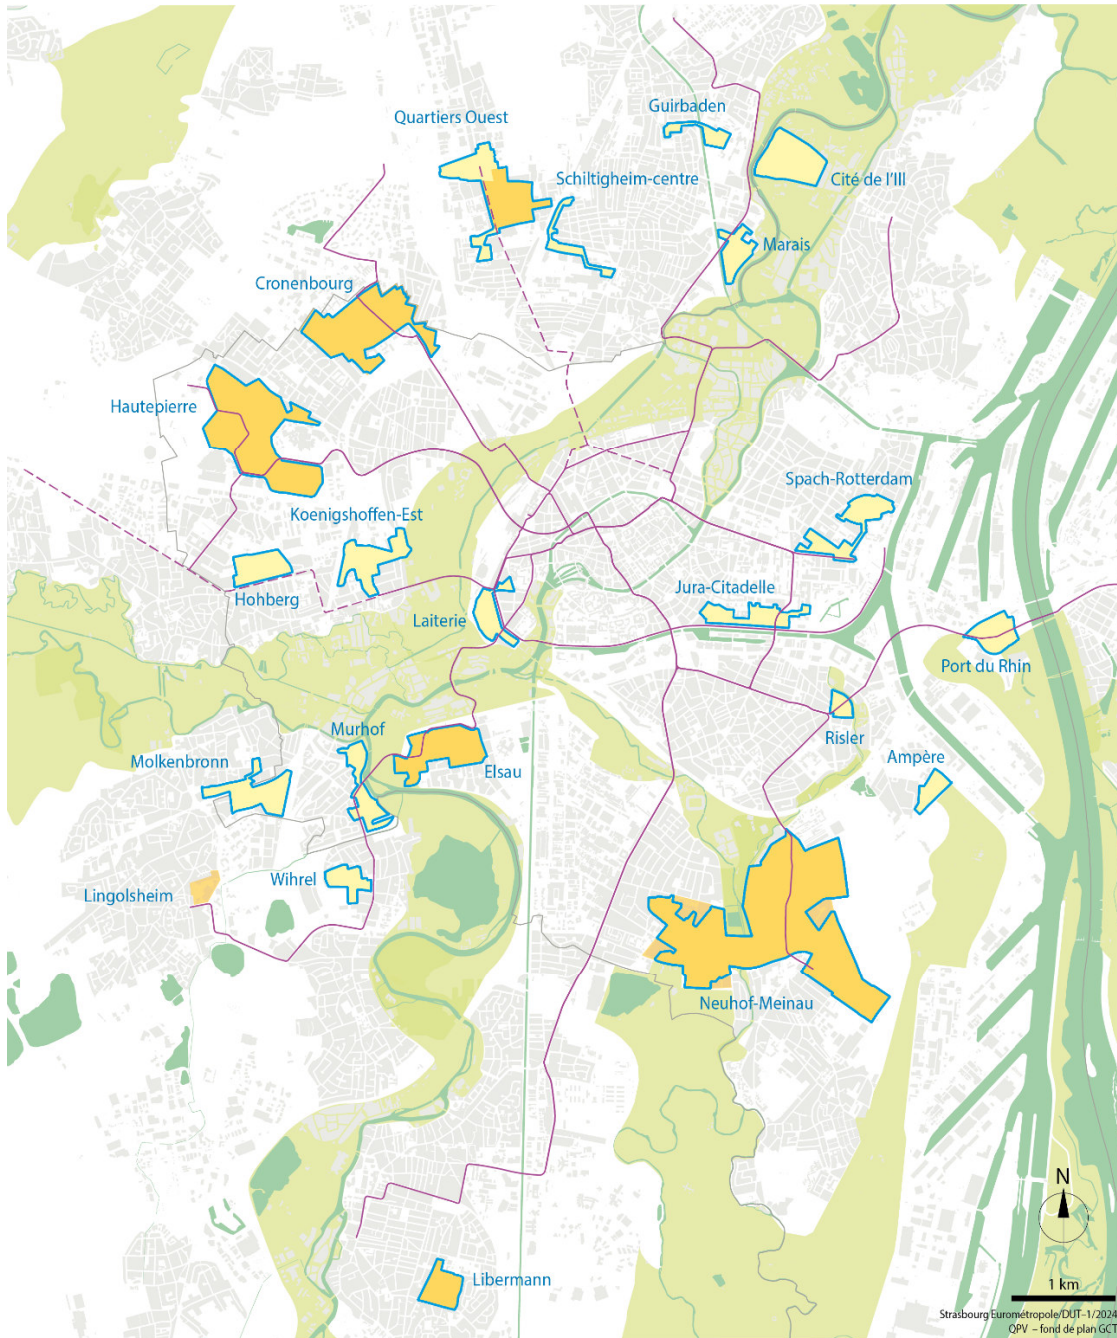 Guirbaden
Quartiers Ouest
Schiltigheim-centre
Cité de l'Ill
Marais
Cronenbourg
Hautepierre
Spach-Rotterdam
Koenigshoffen-Est
Jura-Citadelle
Hohberg
Laiterie
Port du Rhin
Murhof
Risler
Ampère
Molkenbronn
Elsau
Wihrel
Lingolsheim
Neuhof-Meinau
N
Libermann
1 km
Strasbourg Eurométropole/DUT-1/2024
QPV – fond de plan GCT